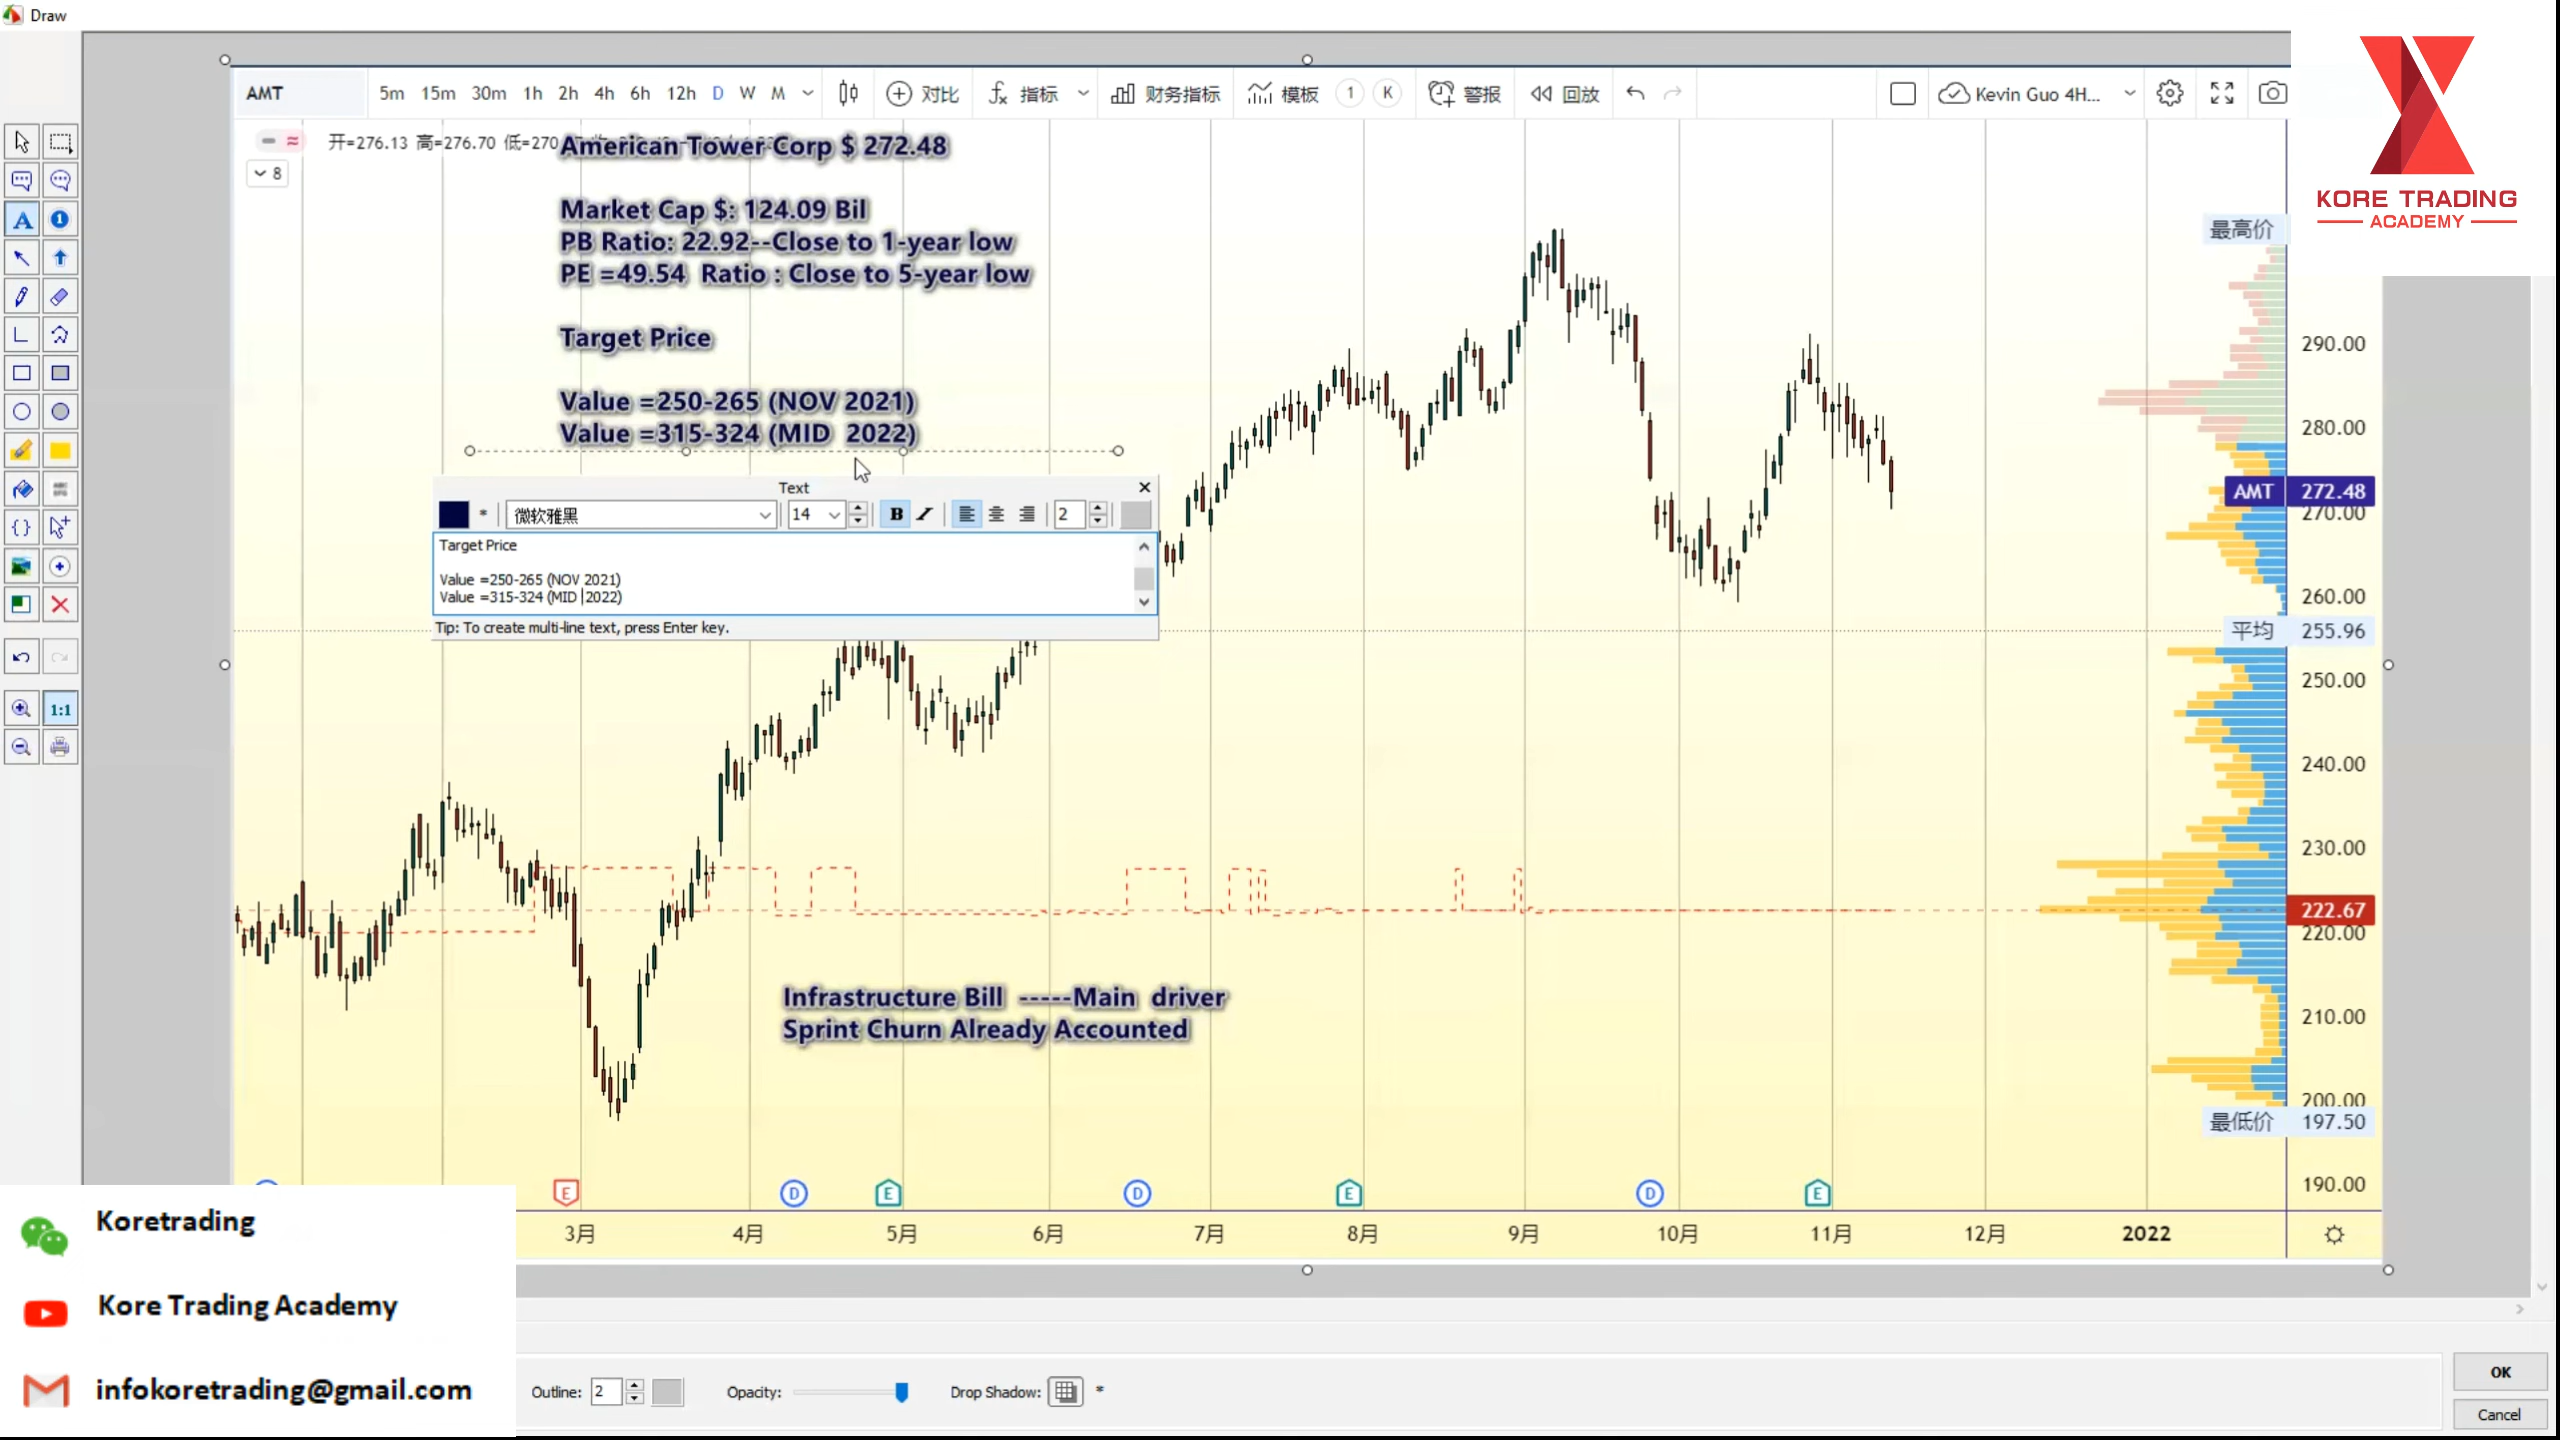 Draw
AMT
5m 15m 30m 1h 2h 4h 6h 12h D W M
对比
指标
财务指标
模板
1
K
警报
回放
Kevin Guo 4H...
KORE TRADING
ACADEMY
开=276.13 高=276.70 低=270
8
American Tower Corp $ 272.48
Market Cap $: 124.09 Bil
PB Ratio: 22.92--Close to 1-year low
PE =49.54 Ratio : Close to 5-year low
Target Price
Value =250-265 (NOV 2021)
Value =315-324 (MID 2022)
Text
微软雅黑
14
B
2
Target Price
Value =250-265 (NOV 2021)
Value =315-324 (MID 2022)
Tip: To create multi-line text, press Enter key.
最高价
290.00
280.00
AMT 272.48
270.00
260.00
平均 255.96
250.00
240.00
230.00
222.67
220.00
210.00
200.00
最低价 197.50
190.00
1:1
Infrastructure Bill -----Main driver
Sprint Churn Already Accounted
E D E D E D E
3月 4月 5月 6月 7月 8月 9月 10月 11月 12月 2022
Koretrading
Kore Trading Academy
infokoretrading@gmail.com
Outline: 2
Opacity:
Drop Shadow:
OK
Cancel